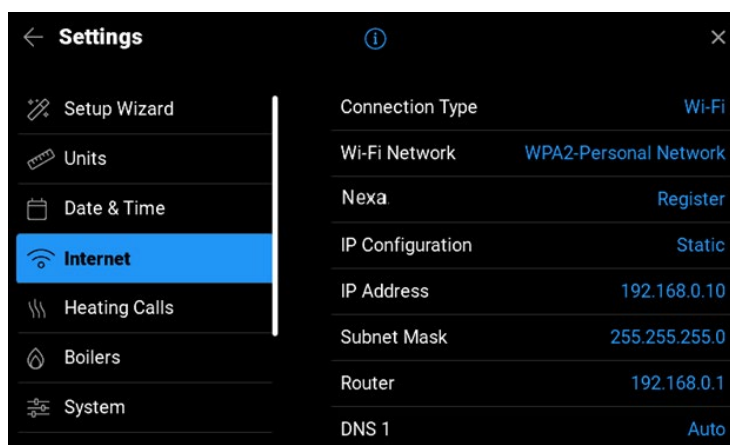 Settings
Setup Wizard
Units
Date & Time
Internet
Heating Calls
Boilers
System
Connection Type Wi-Fi
Wi-Fi Network WPA2-Personal Network
Nexa Register
IP Configuration Static
IP Address 192.168.0.10
Subnet Mask 255.255.255.0
Router 192.168.0.1
DNS 1 Auto